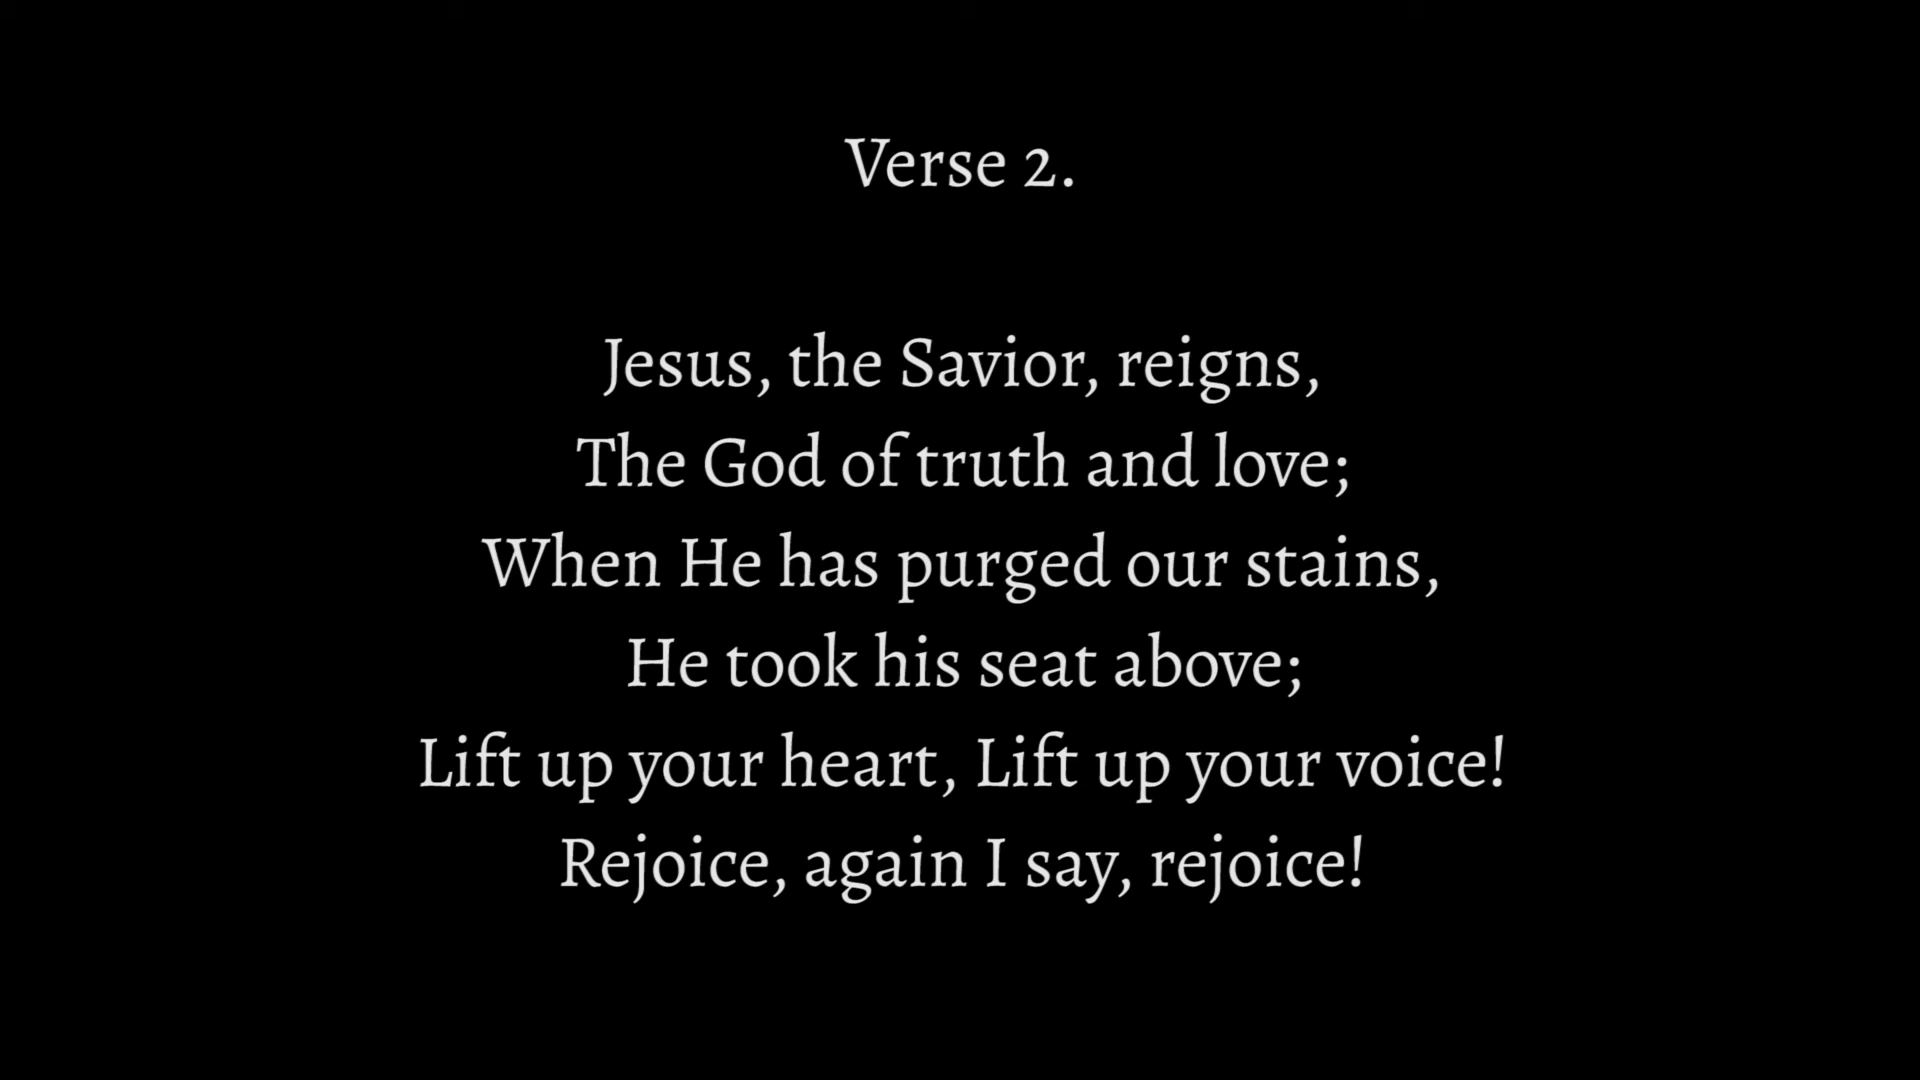 Verse 2.
Jesus, the Savior, reigns,
The God of truth and love;
When He has purged our stains,
He took his seat above;
Lift up your heart, Lift up your voice!
Rejoice, again I say, rejoice!